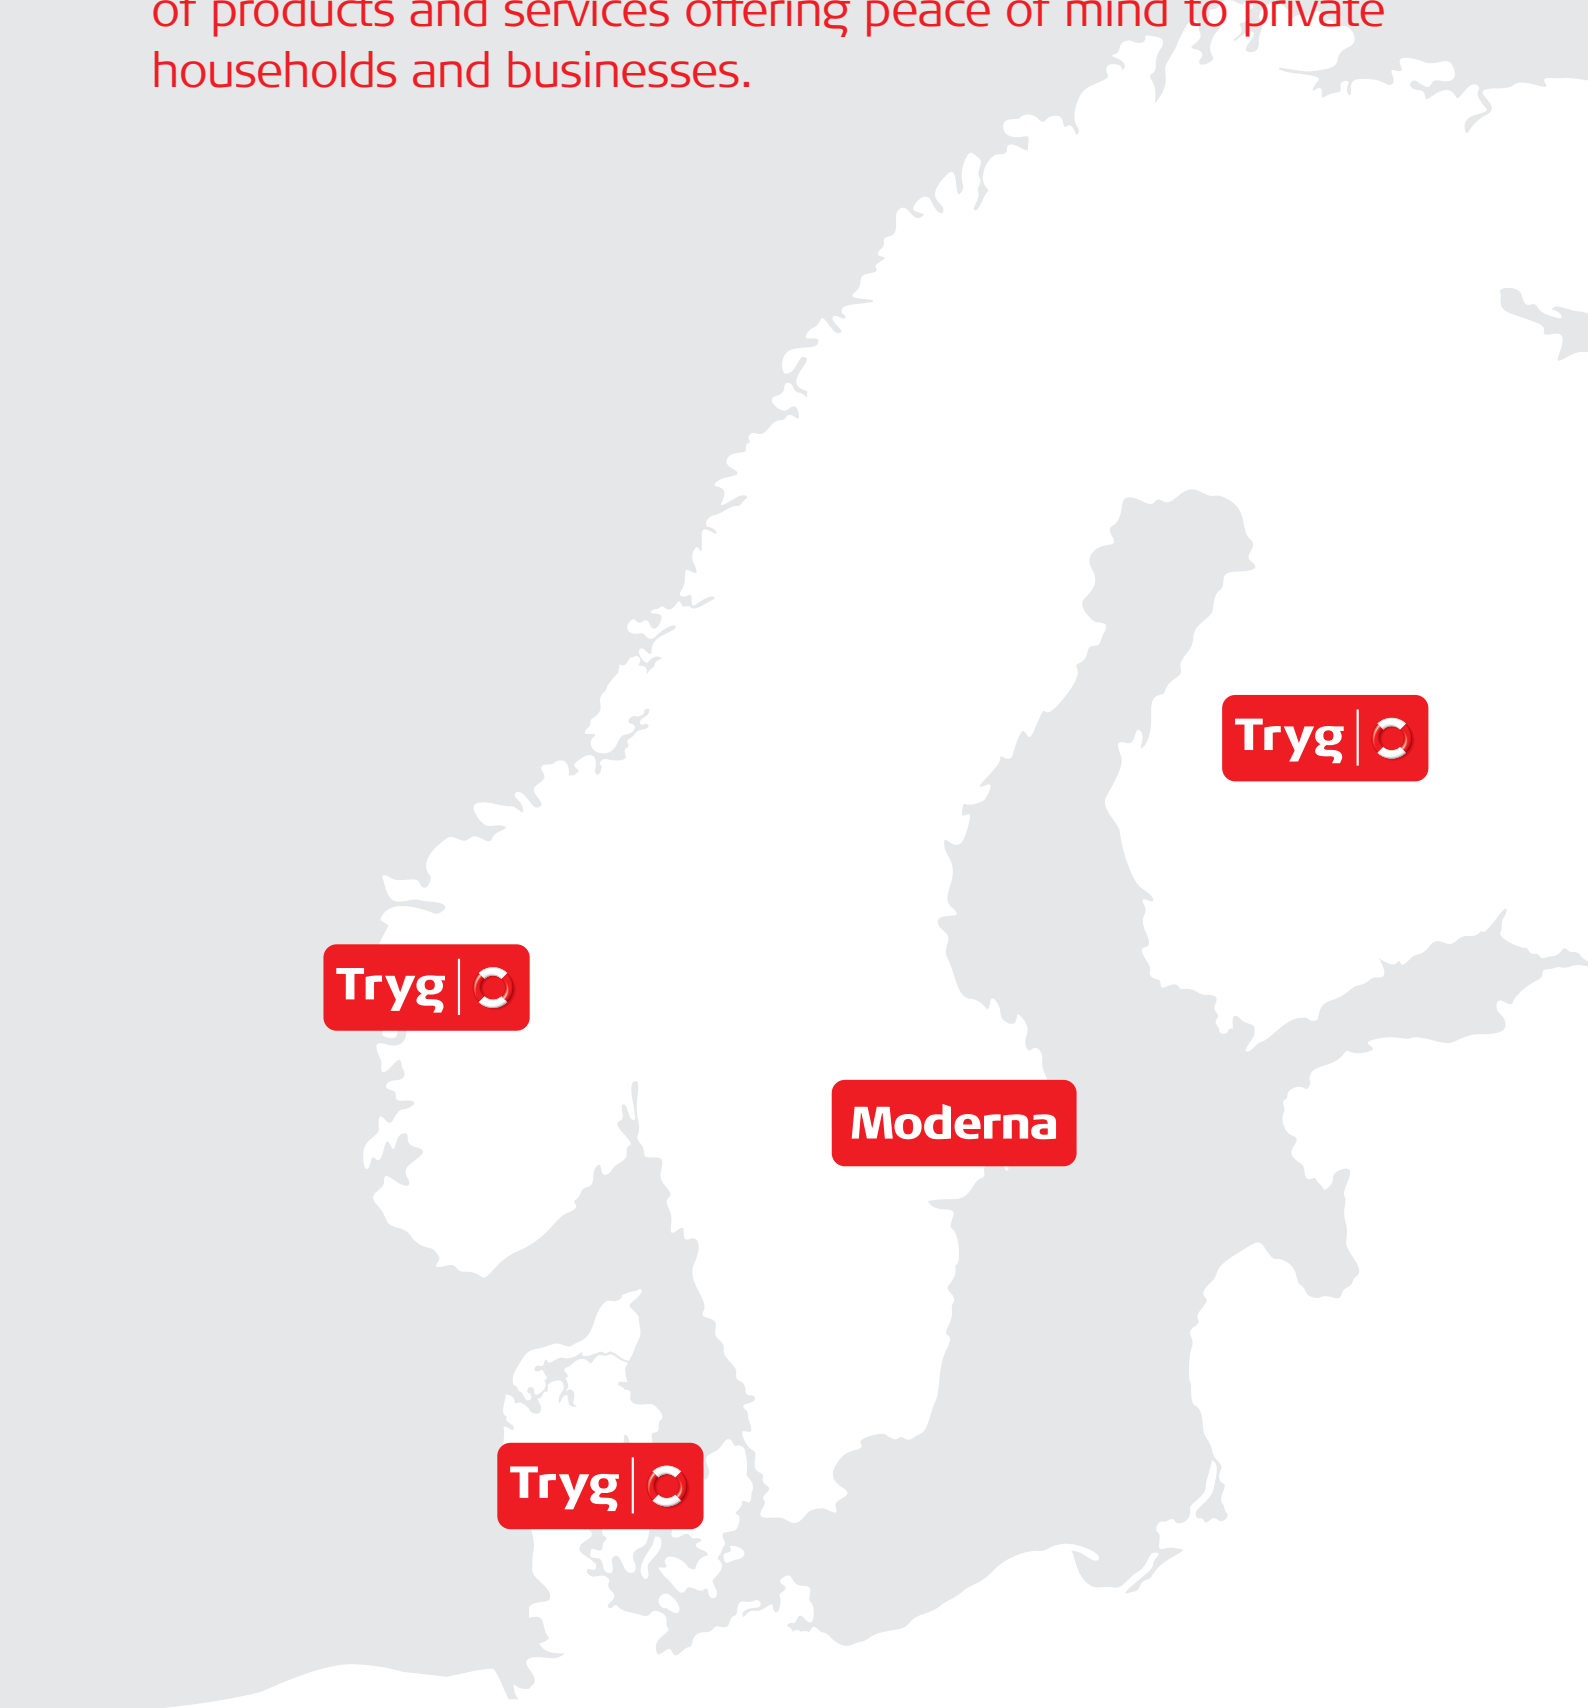 of products and services offering peace of mind to private
households and businesses.
Tryg
Tryg
Moderna
Tryg